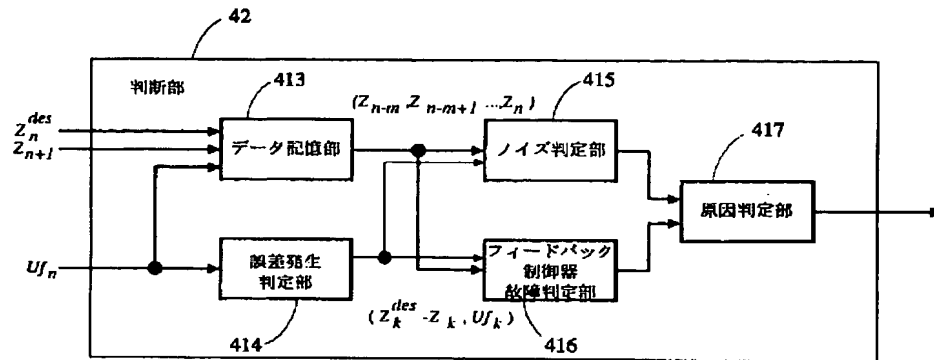 42
判断部
413
(Z_{n-m}, Z_{n-m+1} ...Z_n)
415
Z_n^{des}
Z_{n+1}
データ記憶部
ノイズ判定部
417
原因判定部
Uf_n
誤差発生
判定部
フィードバック
制御器
故障判定部
(Z_k^{des} -Z_k, Uf_k)
414
416